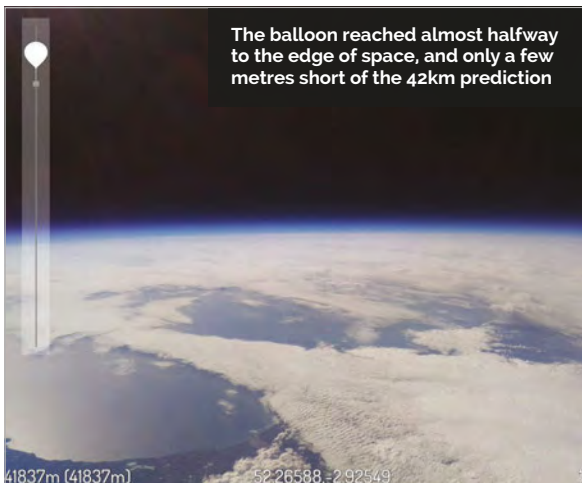 The balloon reached almost halfway
to the edge of space, and only a few
metres short of the 42km prediction
41837m (41837m)
52.26588,-2.92549